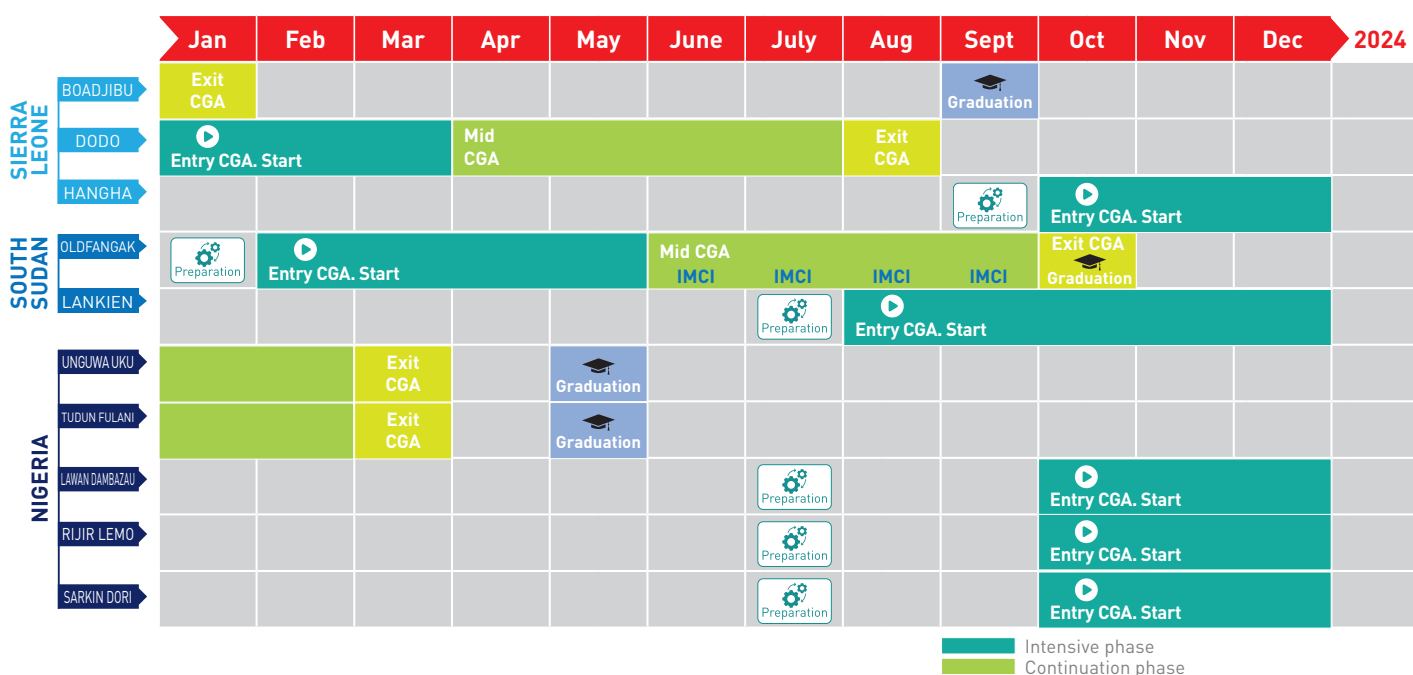 Jan Feb Mar Apr May June July Aug Sept Oct Nov Dec 2024
SIERRA
LEONE
BOADJIBU
Exit
CGA
Graduation
DODO
Entry CGA. Start
Mid
CGA
Exit
CGA
HANGHA
Preparation
Entry CGA. Start
SOUTH
SUDAN
OLDFANGAK
Preparation
Entry CGA. Start
Mid CGA
IMCI IMCI IMCI IMCI
Exit CGA
Graduation
LANKIEN
Preparation
Entry CGA. Start
NIGERIA
UNGUWA UKU
Exit
CGA
Graduation
TUDUN FULANI
Exit
CGA
Graduation
LAWAN DAMBAZAU
Preparation
Entry CGA. Start
RIJIR LEMO
Preparation
Entry CGA. Start
SARKIN DORI
Preparation
Entry CGA. Start
Intensive phase
Continuation phase